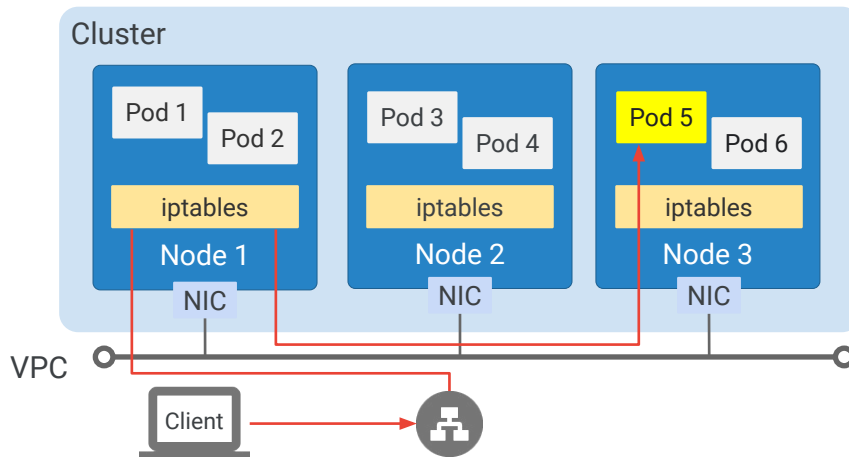 Cluster
Pod 1
Pod 2
iptables
Node 1
NIC
Pod 3
Pod 4
iptables
Node 2
NIC
Pod 5
Pod 6
iptables
Node 3
NIC
VPC
Client